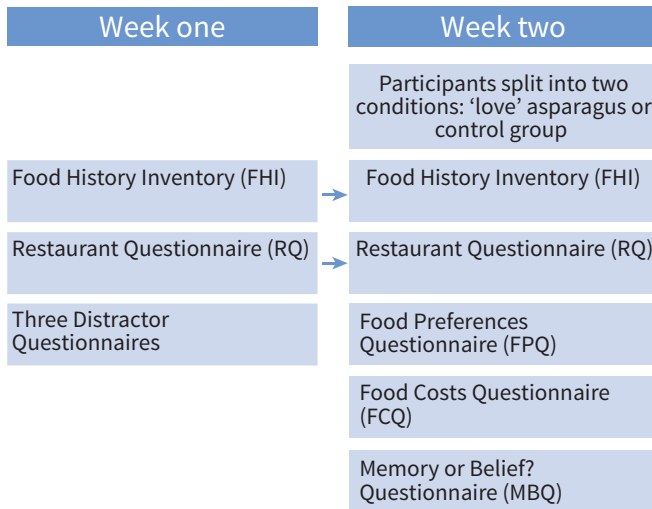 Week one
Week two
Participants split into two
conditions: ‘love’ asparagus or
control group
Food History Inventory (FHI)
Food History Inventory (FHI)
Restaurant Questionnaire (RQ)
Restaurant Questionnaire (RQ)
Three Distractor
Questionnaires
Food Preferences
Questionnaire (FPQ)
Food Costs Questionnaire
(FCQ)
Memory or Belief?
Questionnaire (MBQ)